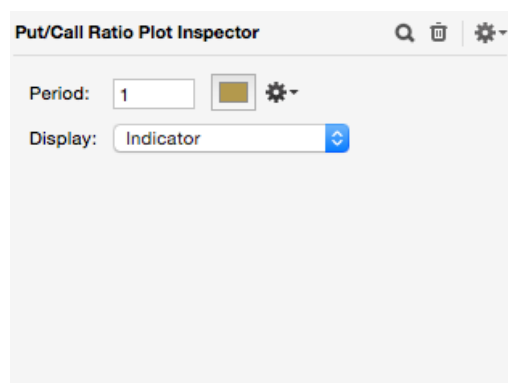 Put/Call Ratio Plot Inspector
Period: 1
Display: Indicator